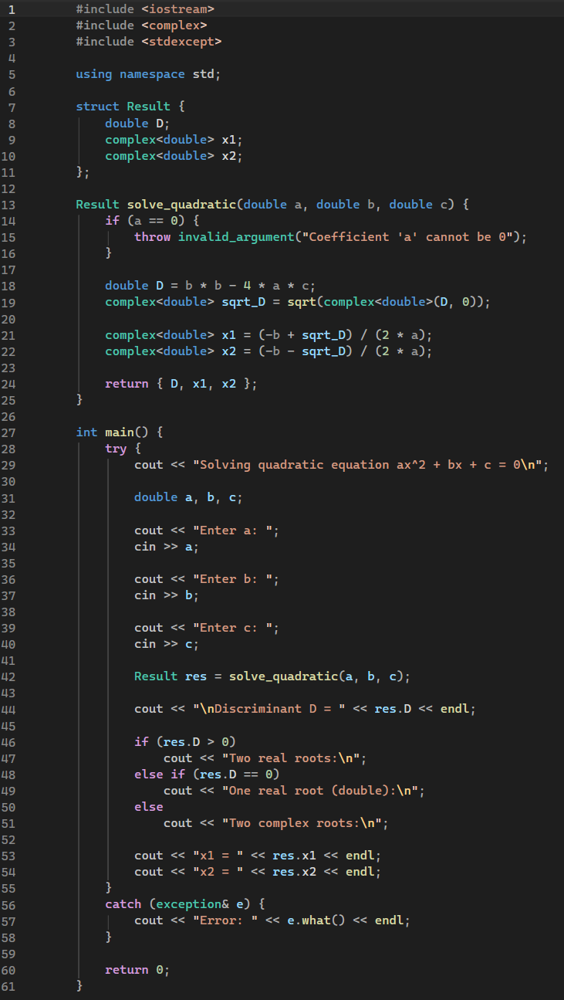 1 #include <iostream>
2 #include <complex>
3 #include <stdexcept>
4
5 using namespace std;
6
7 struct Result {
8     double D;
9     complex<double> x1;
10     complex<double> x2;
11 };
12
13 Result solve_quadratic(double a, double b, double c) {
14     if (a == 0) {
15         throw invalid_argument("Coefficient 'a' cannot be 0");
16     }
17
18     double D = b * b - 4 * a * c;
19     complex<double> sqrt_D = sqrt(complex<double>(D, 0));
20
21     complex<double> x1 = (-b + sqrt_D) / (2 * a);
22     complex<double> x2 = (-b - sqrt_D) / (2 * a);
23
24     return { D, x1, x2 };
25 }
26
27 int main() {
28     try {
29         cout << "Solving quadratic equation ax^2 + bx + c = 0\n";
30
31         double a, b, c;
32
33         cout << "Enter a: ";
34         cin >> a;
35
36         cout << "Enter b: ";
37         cin >> b;
38
39         cout << "Enter c: ";
40         cin >> c;
41
42         Result res = solve_quadratic(a, b, c);
43
44         cout << "\nDiscriminant D = " << res.D << endl;
45
46         if (res.D > 0)
47             cout << "Two real roots:\n";
48         else if (res.D == 0)
49             cout << "One real root (double):\n";
50         else
51             cout << "Two complex roots:\n";
52
53         cout << "x1 = " << res.x1 << endl;
54         cout << "x2 = " << res.x2 << endl;
55     }
56     catch (exception& e) {
57         cout << "Error: " << e.what() << endl;
58     }
59
60     return 0;
61 }